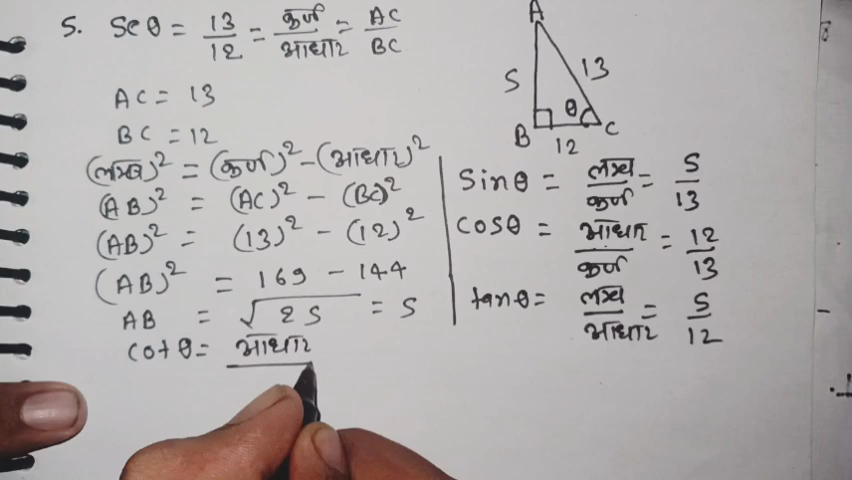 5. Sec θ = 13/12 = कर्ण/आधार = AC/BC
AC = 13
BC = 12
(लम्ब)² = (कर्ण)² - (आधार)²
(AB)² = (AC)² - (BC)²
(AB)² = (13)² - (12)²
(AB)² = 169 - 144
AB = √25 = 5
cot θ = आधार
A
5
13
θ
B
C
12
Sinθ = लम्ब/कर्ण = 5/13
cosθ = आधार/कर्ण = 12/13
tanθ = लम्ब/आधार = 5/12